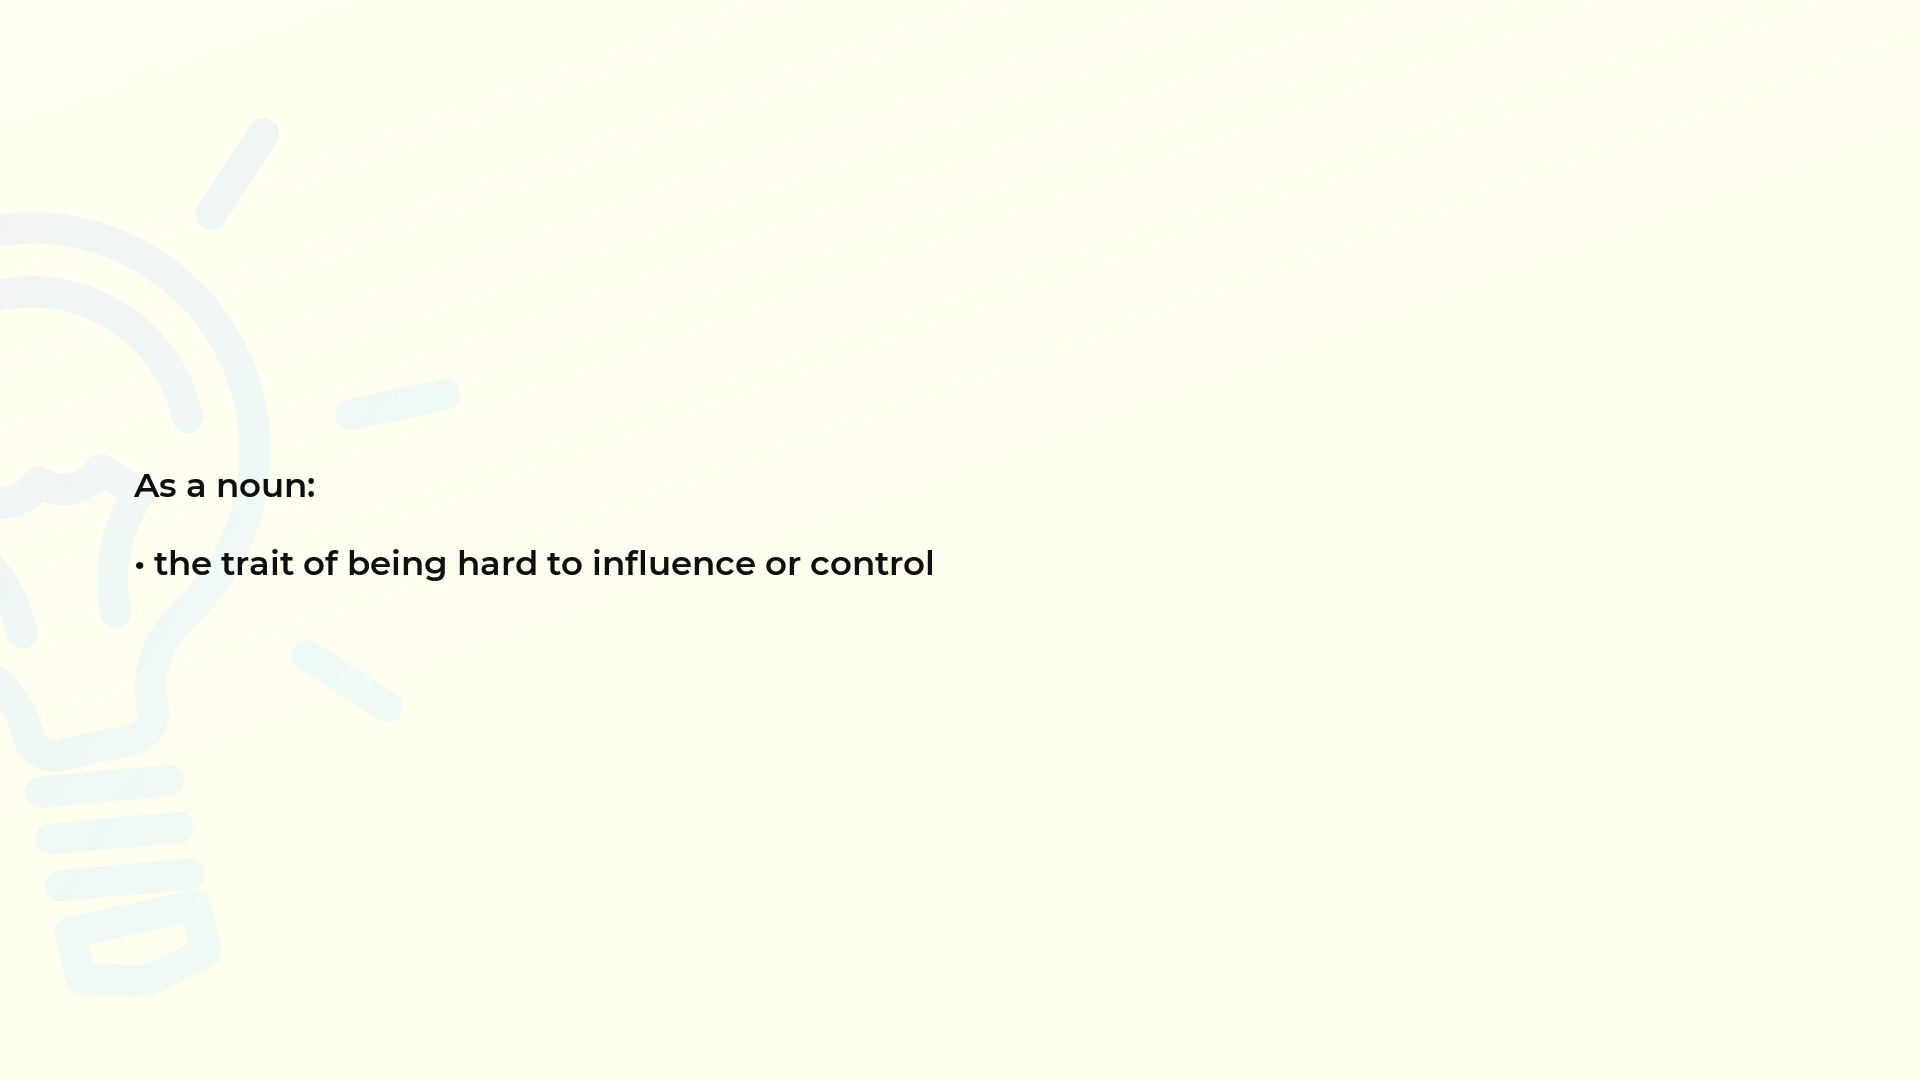 As a noun:
• the trait of being hard to influence or control